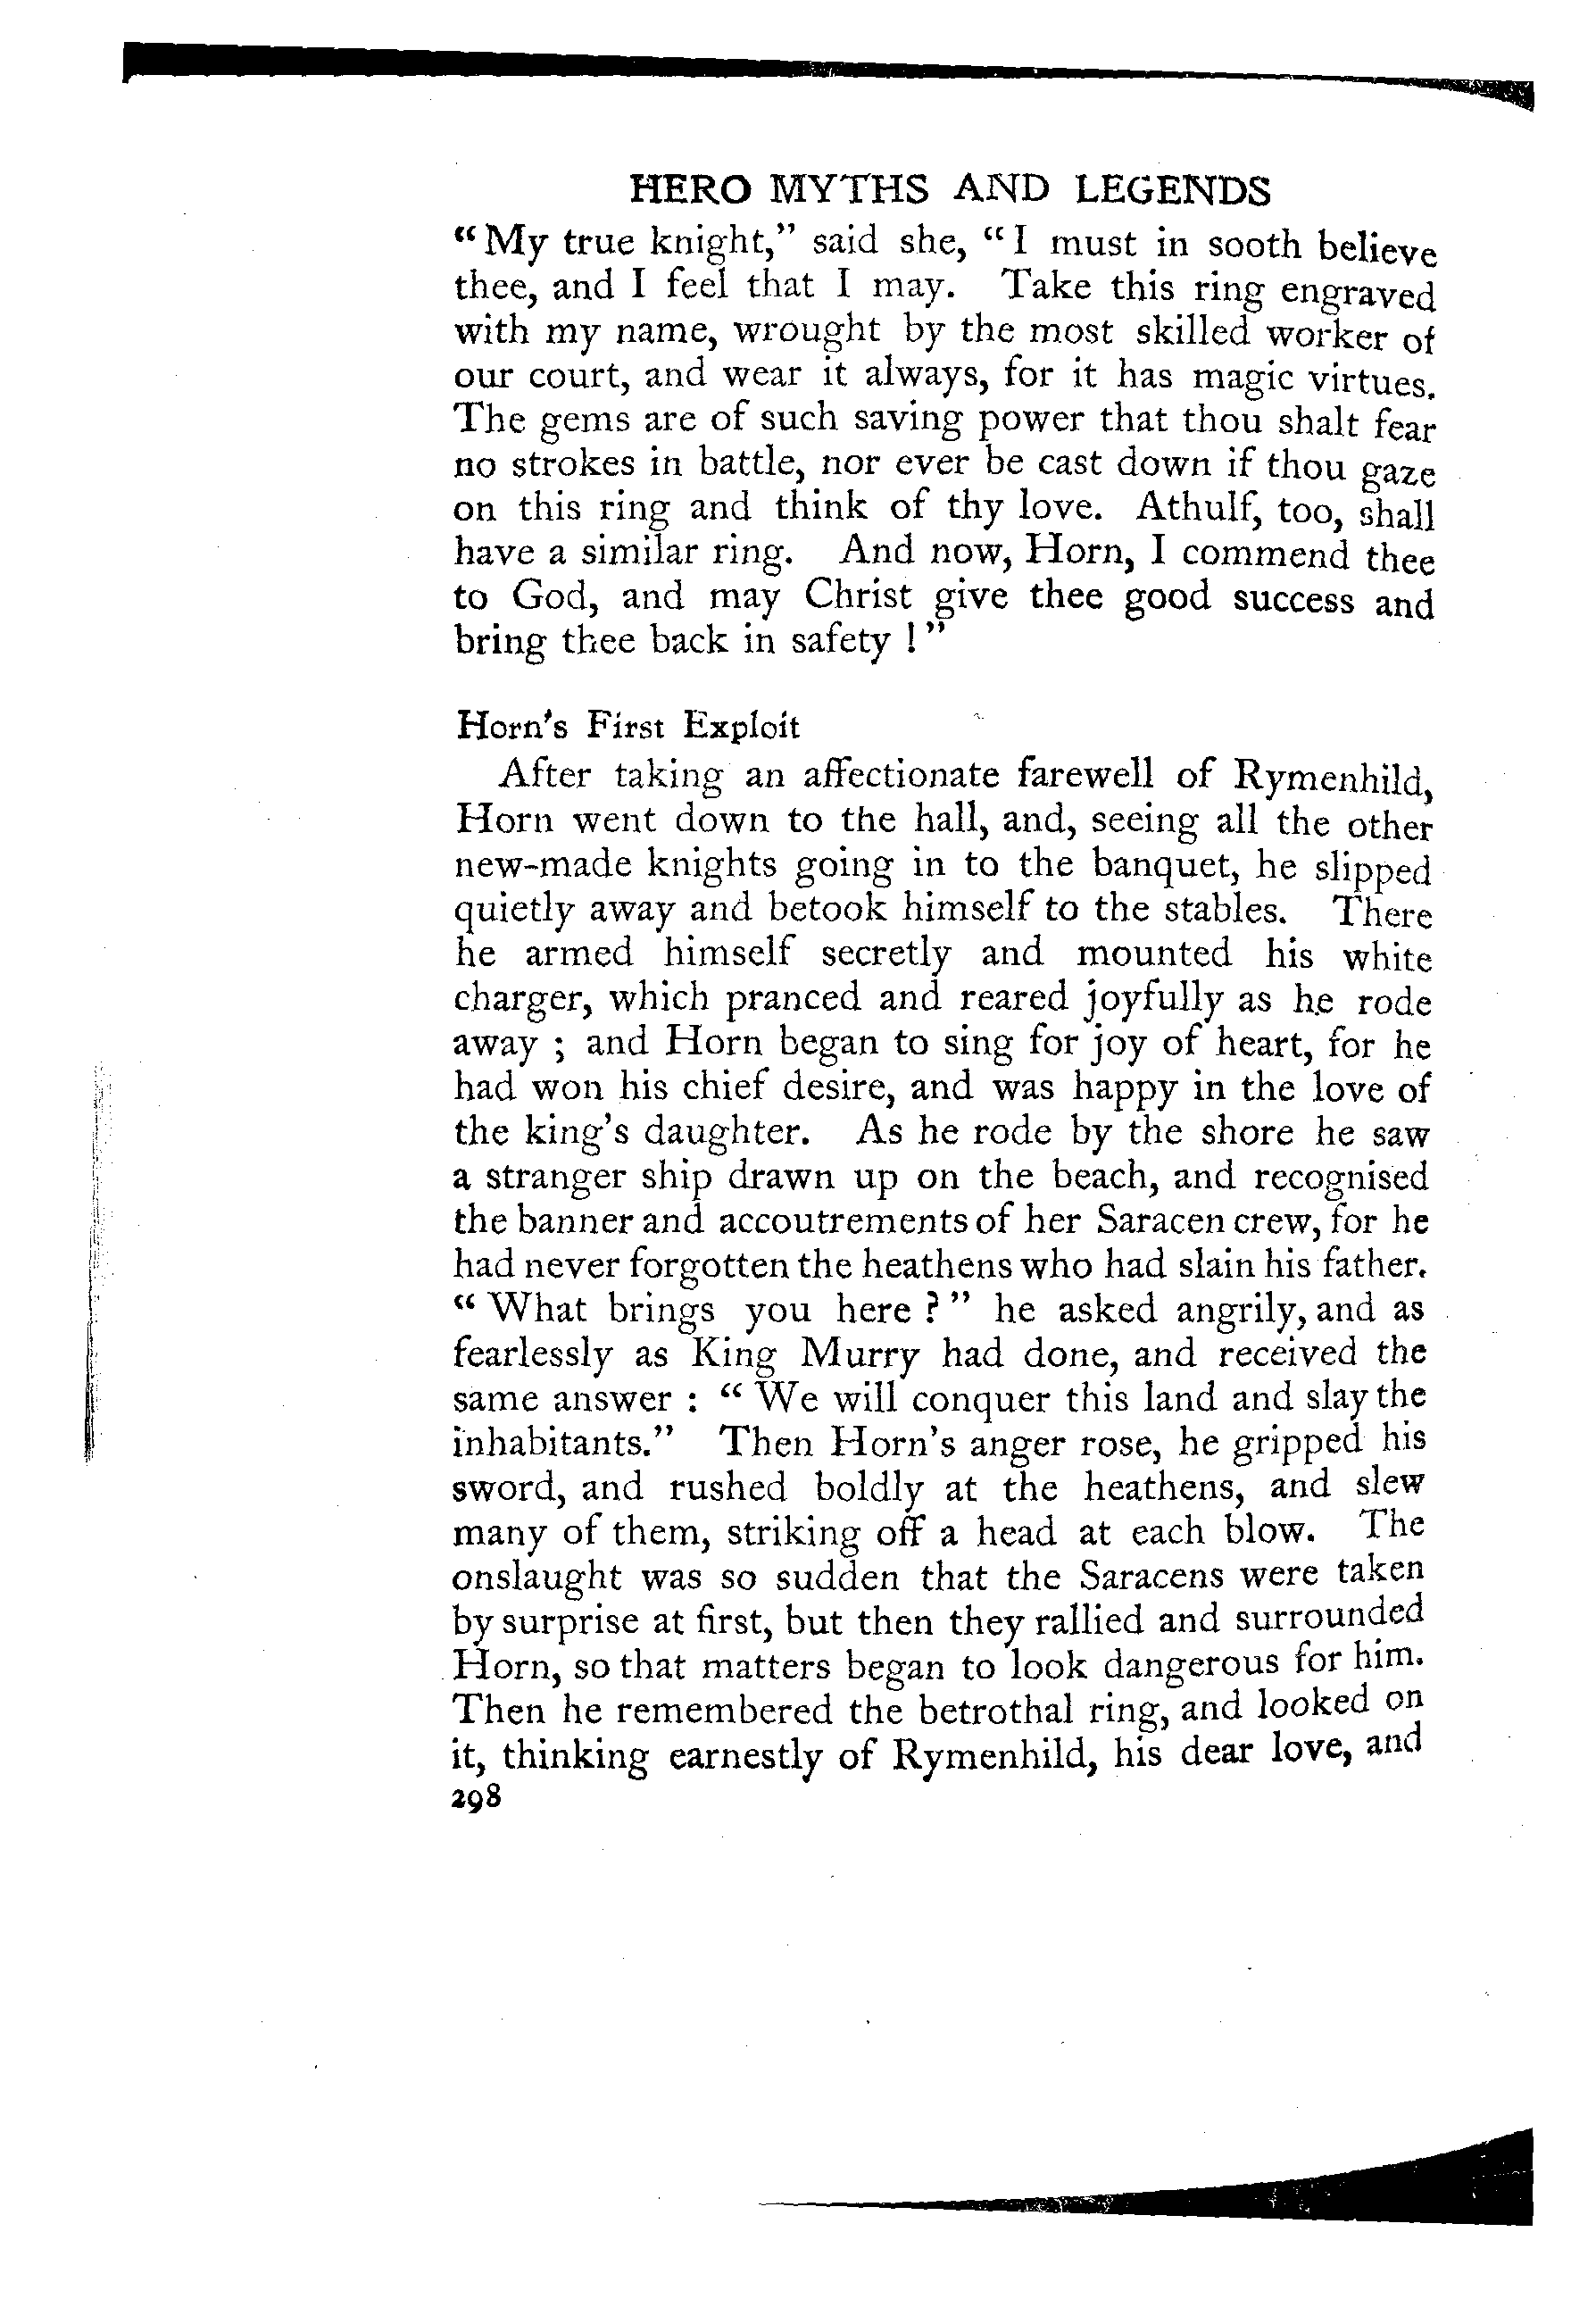 HERO MYTHS AND LEGENDS
“My true knight,” said she, “I must in sooth believe
thee, and I feel that I may. Take this ring engraved
with my name, wrought by the most skilled worker of
our court, and wear it always, for it has magic virtues.
The gems are of such saving power that thou shalt fear
no strokes in battle, nor ever be cast down if thou gaze
on this ring and think of thy love. Athulf, too, shall
have a similar ring. And now, Horn, I commend thee
to God, and may Christ give thee good success and
bring thee back in safety !”
Horn's First Exploit
After taking an affectionate farewell of Rymenhild,
Horn went down to the hall, and, seeing all the other
new-made knights going in to the banquet, he slipped
quietly away and betook himself to the stables. There
he armed himself secretly and mounted his white
charger, which pranced and reared joyfully as he rode
away ; and Horn began to sing for joy of heart, for he
had won his chief desire, and was happy in the love of
the king's daughter. As he rode by the shore he saw
a stranger ship drawn up on the beach, and recognised
the banner and accoutrements of her Saracen crew, for he
had never forgotten the heathens who had slain his father.
“What brings you here ?” he asked angrily, and as
fearlessly as King Murry had done, and received the
same answer : “We will conquer this land and slay the
inhabitants.” Then Horn's anger rose, he gripped his
sword, and rushed boldly at the heathens, and slew
many of them, striking off a head at each blow. The
onslaught was so sudden that the Saracens were taken
by surprise at first, but then they rallied and surrounded
Horn, so that matters began to look dangerous for him.
Then he remembered the betrothal ring, and looked on
it, thinking earnestly of Rymenhild, his dear love, and
298